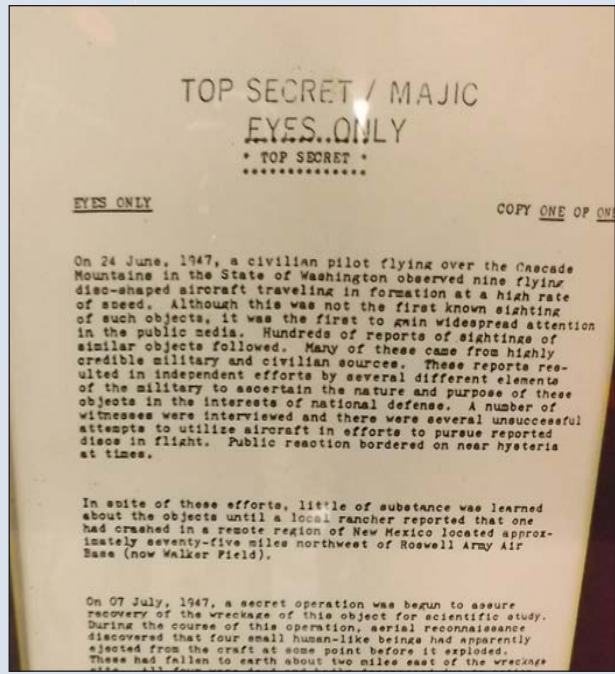 TOP SECRET / MAJIC
EYES ONLY
* TOP SECRET *
EYES ONLY
COPY ONE OF ONE
On 24 June, 1947, a civilian pilot flying over the Cascade
Mountains in the State of Washington observed nine flying
disc-shaped aircraft traveling in formation at a high rate
of speed. Although this was not the first known sighting
of such objects, it was the first to gain widespread attention
in the public media. Hundreds of reports of sightings of
similar objects followed. Many of these came from highly
credible military and civilian sources. These reports res-
ulted in independent efforts by several different elements
of the military to ascertain the nature and purpose of these
objects in the interests of national defense. A number of
witnesses were interviewed and there were several unsuccessful
attempts to utilize aircraft in efforts to pursue reported
discs in flight. Public reaction bordered on near hysteria
at times.
In spite of these efforts, little of substance was learned
about the objects until a local rancher reported that one
had crashed in a remote region of New Mexico located approx-
imately seventy-five miles northwest of Roswell Army Air
Base (now Walker Field).
On 07 July, 1947, a secret operation was begun to assure
recovery of the wreckage of this object for scientific study.
During the course of this operation, aerial reconnaissance
discovered that four small human-like beings had apparently
ejected from the craft at some point before it exploded.
These had fallen to earth about two miles east of the wreckage